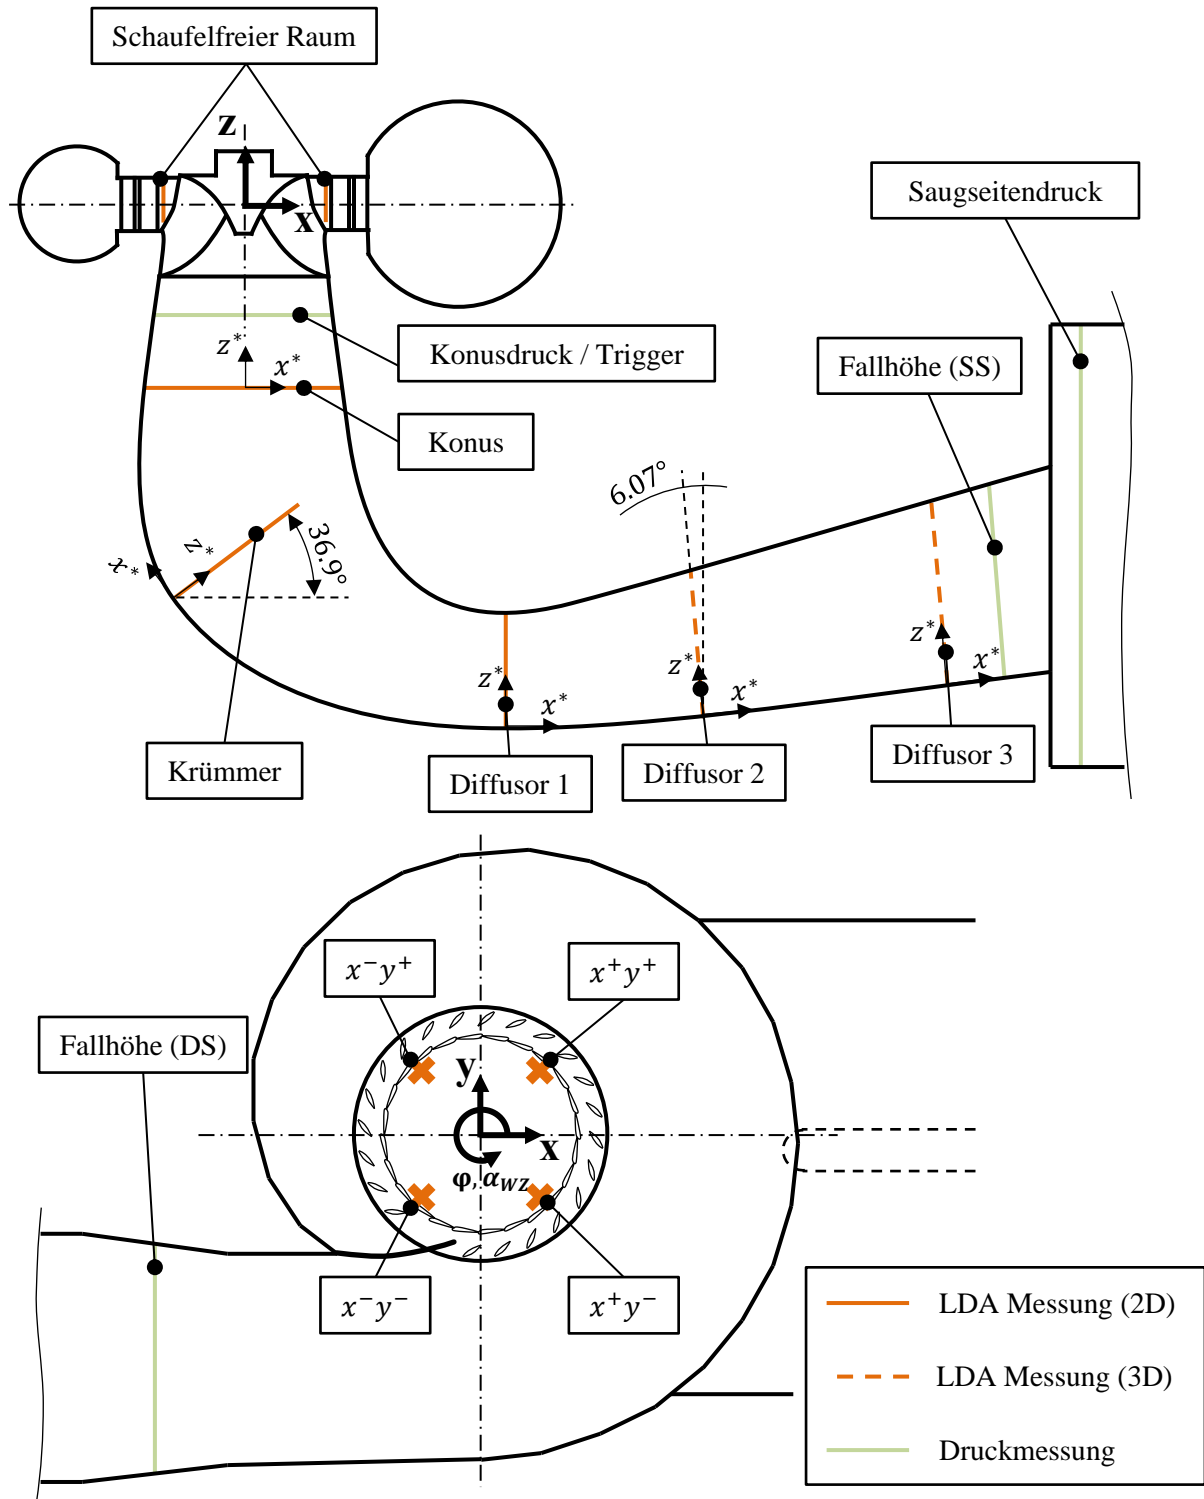 Schaufelfreier Raum
z
x
Saugseitendruck
Konusdruck / Trigger
z*
x*
Fallhöhe (SS)
Konus
6.07°
36.9°
x*
z*
z*
x*
z*
x*
z*
x*
Krümmer
Diffusor 1
Diffusor 2
Diffusor 3
x⁻y⁺
x⁺y⁺
Fallhöhe (DS)
y
x
φ, α_WZ
x⁻y⁻
x⁺y⁻
LDA Messung (2D)
LDA Messung (3D)
Druckmessung